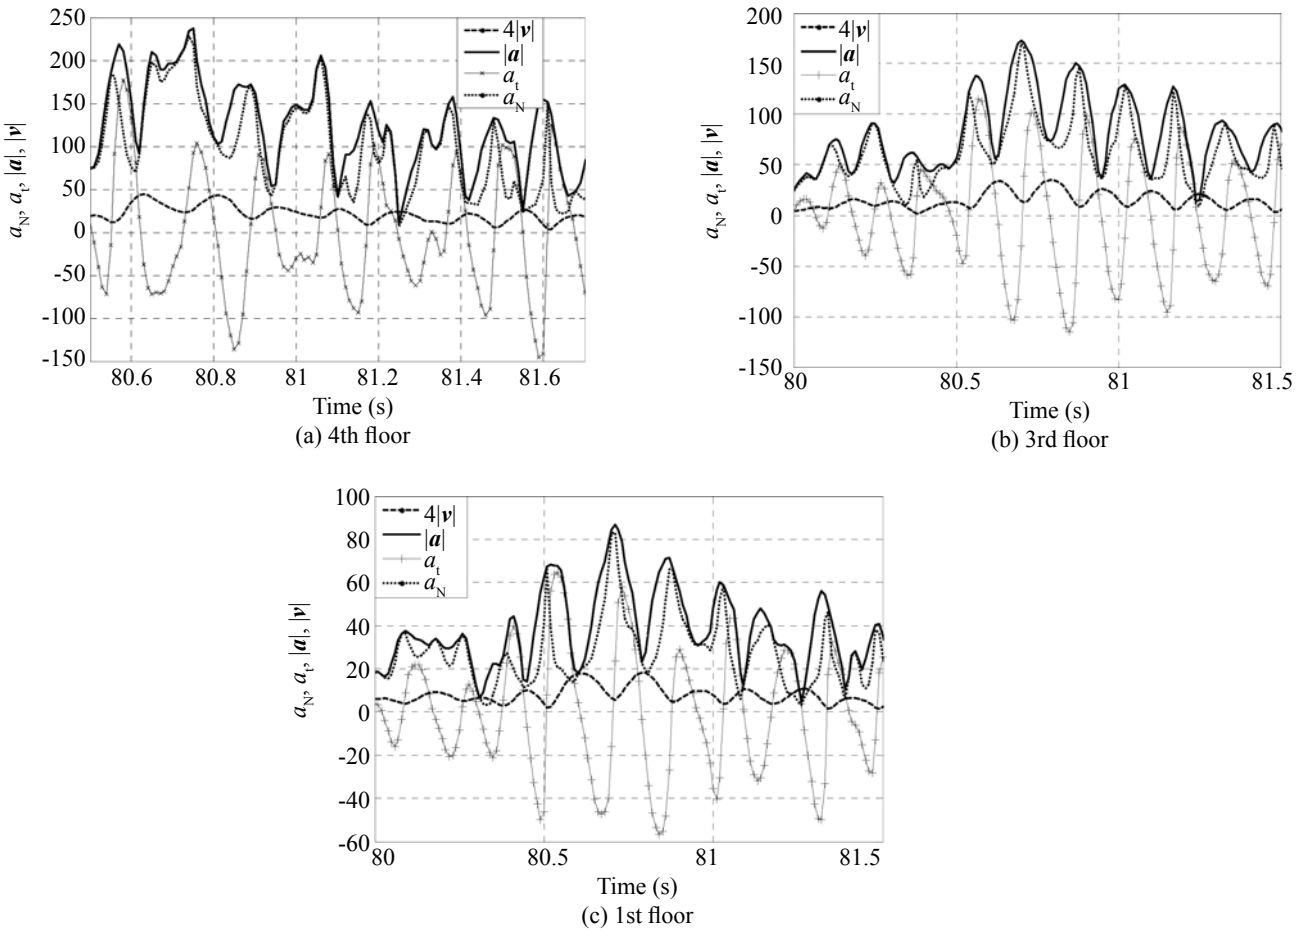 250
200
150
100
50
0
-50
-100
-150
a_N, a_t, |a|, |v|
4|v|
|a|
a_t
a_N
80.6 80.8 81 81.2 81.4 81.6
Time (s)
(a) 4th floor
200
150
100
50
0
-50
-100
-150
a_N, a_t, |a|, |v|
4|v|
|a|
a_t
a_N
80 80.5 81 81.5
Time (s)
(b) 3rd floor
100
80
60
40
20
0
-20
-40
-60
a_N, a_t, |a|, |v|
4|v|
|a|
a_t
a_N
80 80.5 81 81.5
Time (s)
(c) 1st floor